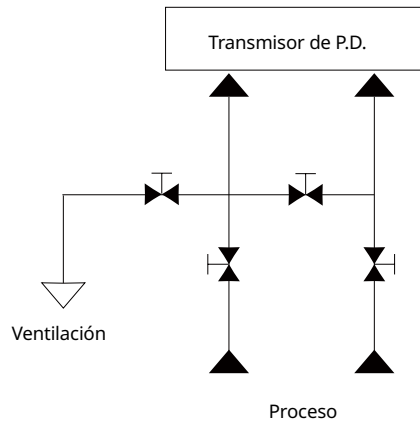 Transmisor de P.D.
Ventilación
Proceso